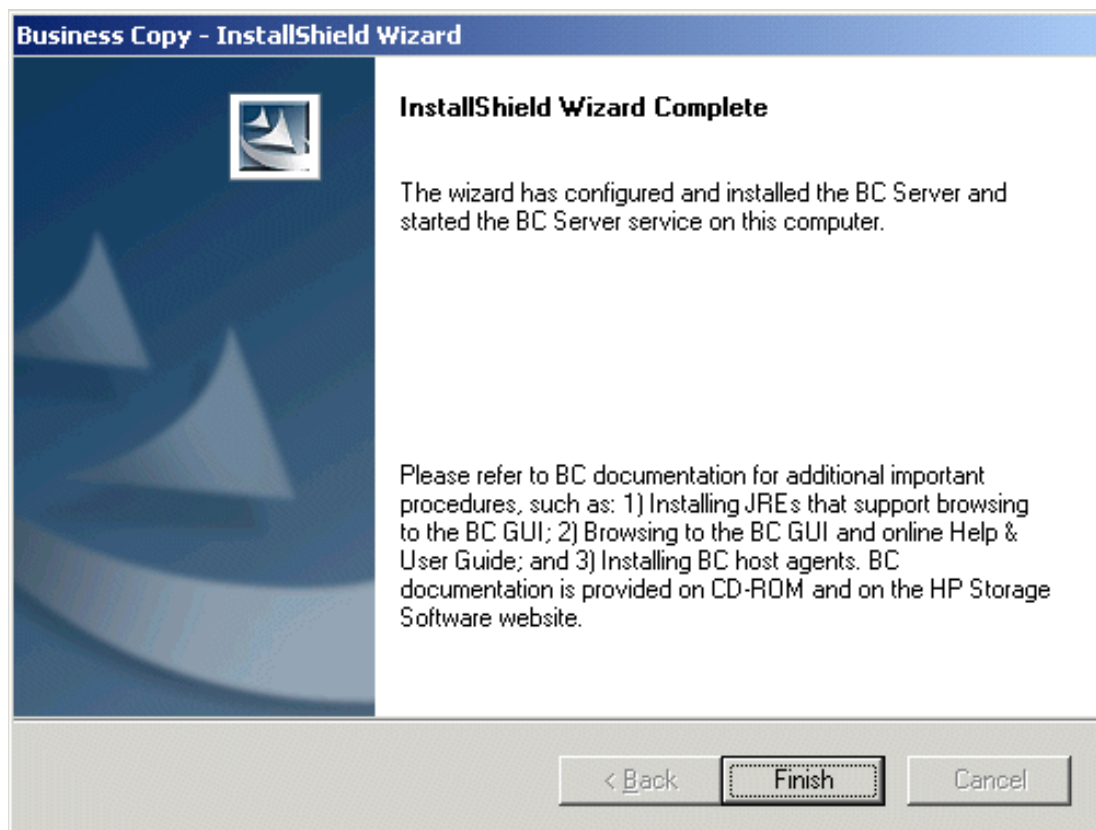 Business Copy - InstallShield Wizard
InstallShield Wizard Complete
The wizard has configured and installed the BC Server and
started the BC Server service on this computer.
Please refer to BC documentation for additional important
procedures, such as: 1) Installing JREs that support browsing
to the BC GUI; 2) Browsing to the BC GUI and online Help &
User Guide; and 3) Installing BC host agents. BC
documentation is provided on CD-ROM and on the HP Storage
Software website.
< Back Finish Cancel